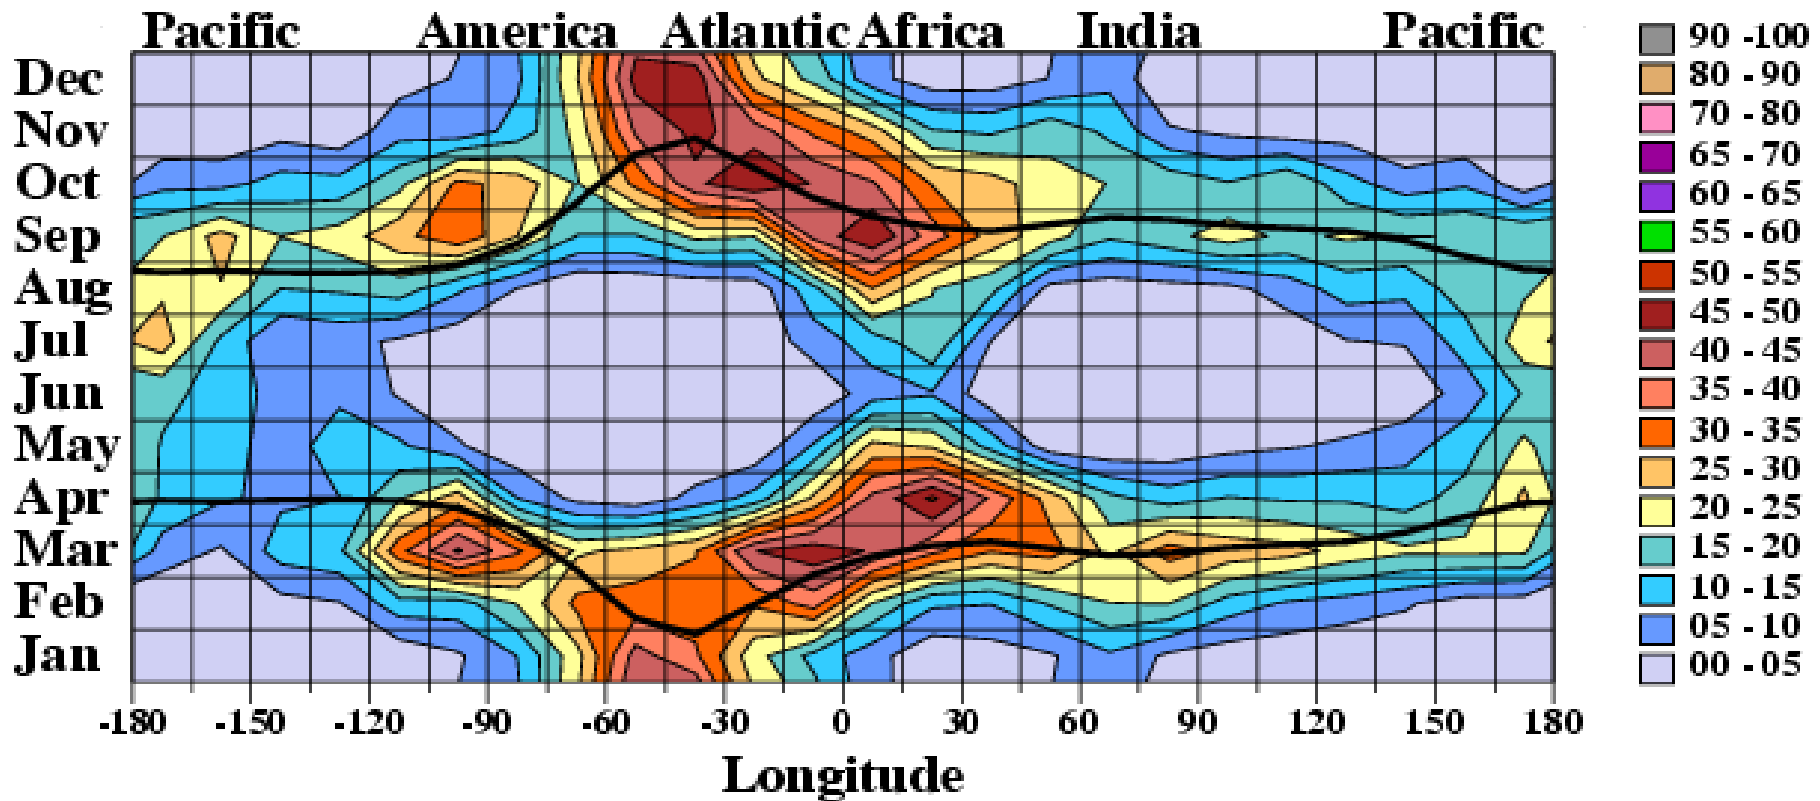 Pacific America Atlantic Africa India Pacific
Dec
Nov
Oct
Sep
Aug
Jul
Jun
May
Apr
Mar
Feb
Jan
-180 -150 -120 -90 -60 -30 0 30 60 90 120 150 180
Longitude
90 -100
80 - 90
70 - 80
65 - 70
60 - 65
55 - 60
50 - 55
45 - 50
40 - 45
35 - 40
30 - 35
25 - 30
20 - 25
15 - 20
10 - 15
05 - 10
00 - 05